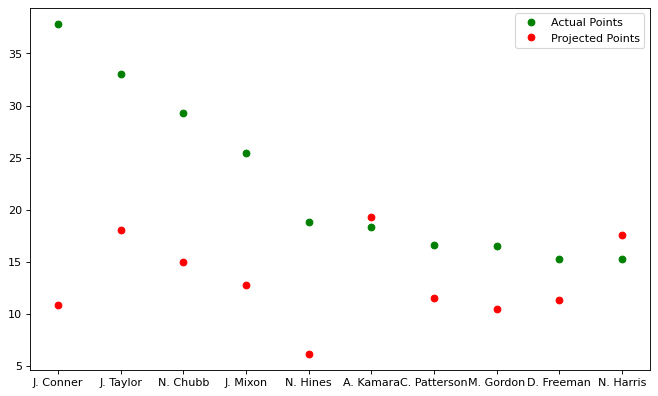 Actual Points
Projected Points
35
30
25
20
15
10
5
J. Conner J. Taylor N. Chubb J. Mixon N. Hines A. Kamara C. Patterson M. Gordon D. Freeman N. Harris